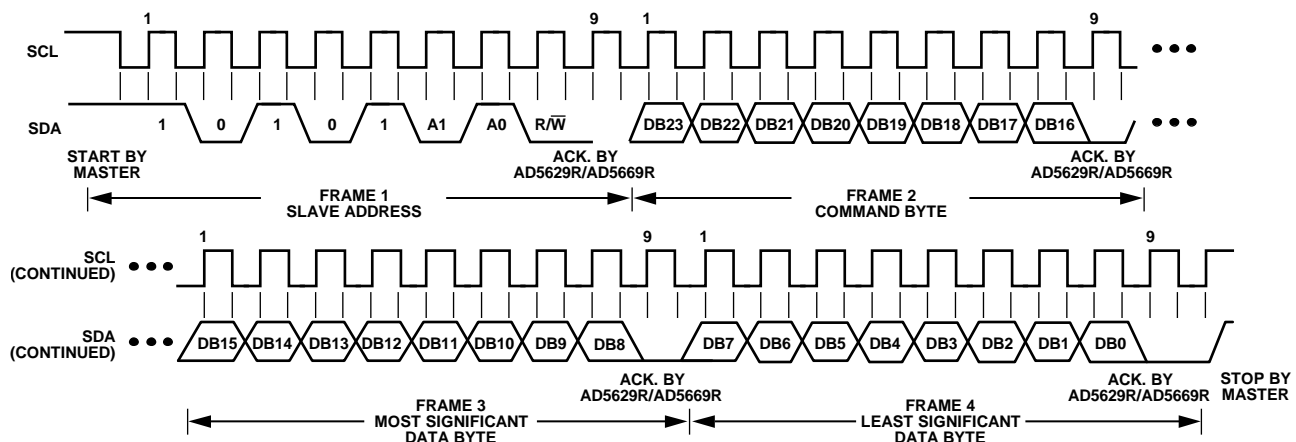 1 9 1 9
SCL
SDA 1 0 1 0 1 A1 A0 R/W̅ DB23 DB22 DB21 DB20 DB19 DB18 DB17 DB16
START BY
MASTER
ACK. BY
AD5629R/AD5669R
ACK. BY
AD5629R/AD5669R
FRAME 1
SLAVE ADDRESS
FRAME 2
COMMAND BYTE
1 9 1 9
SCL
(CONTINUED)
SDA
(CONTINUED)
DB15 DB14 DB13 DB12 DB11 DB10 DB9 DB8 DB7 DB6 DB5 DB4 DB3 DB2 DB1 DB0
ACK. BY
AD5629R/AD5669R
ACK. BY
AD5629R/AD5669R
STOP BY
MASTER
FRAME 3
MOST SIGNIFICANT
DATA BYTE
FRAME 4
LEAST SIGNIFICANT
DATA BYTE